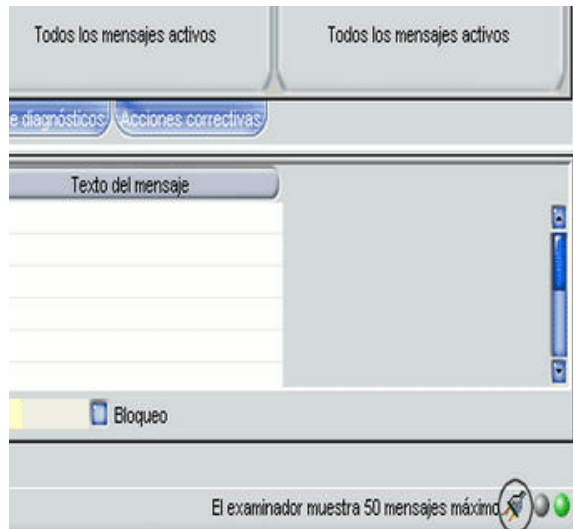 Todos los mensajes activos Todos los mensajes activos
e diagnósticos Acciones correctivas
Texto del mensaje
Bloqueo
El examinador muestra 50 mensajes máximo